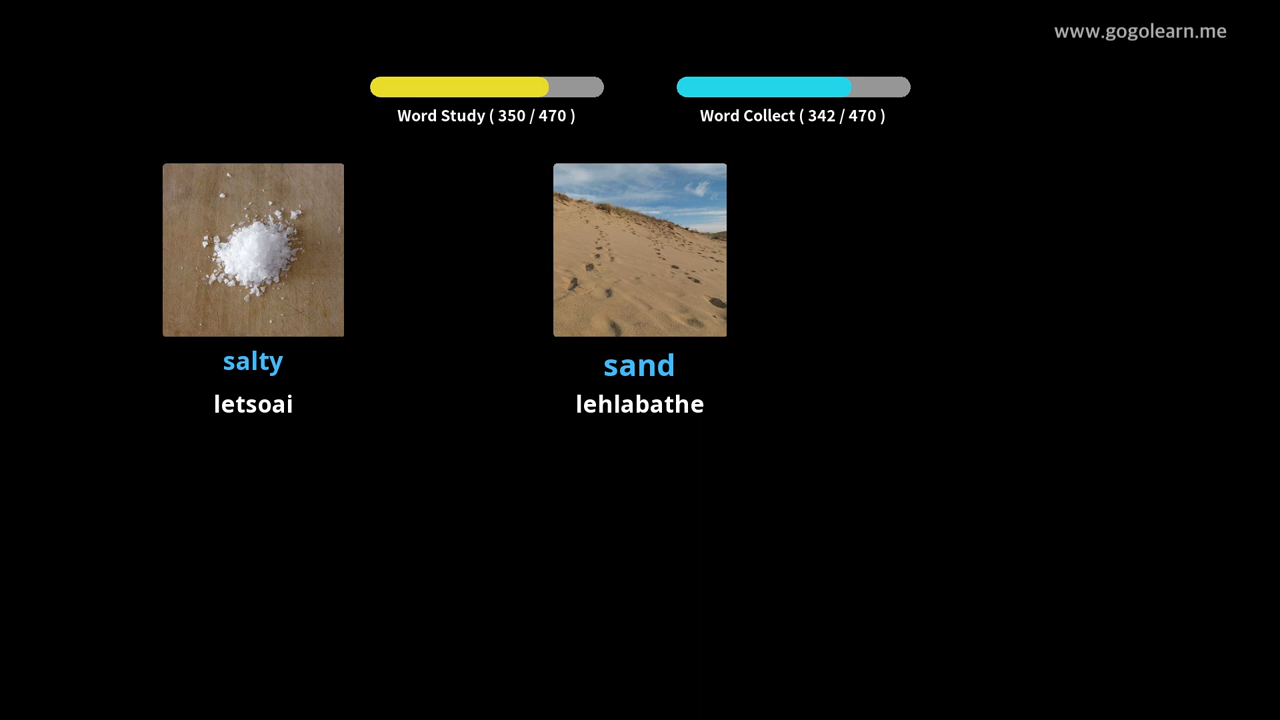 www.gogolearn.me
Word Study ( 350 / 470 )
Word Collect ( 342 / 470 )
salty
letsoai
sand
lehlabathe